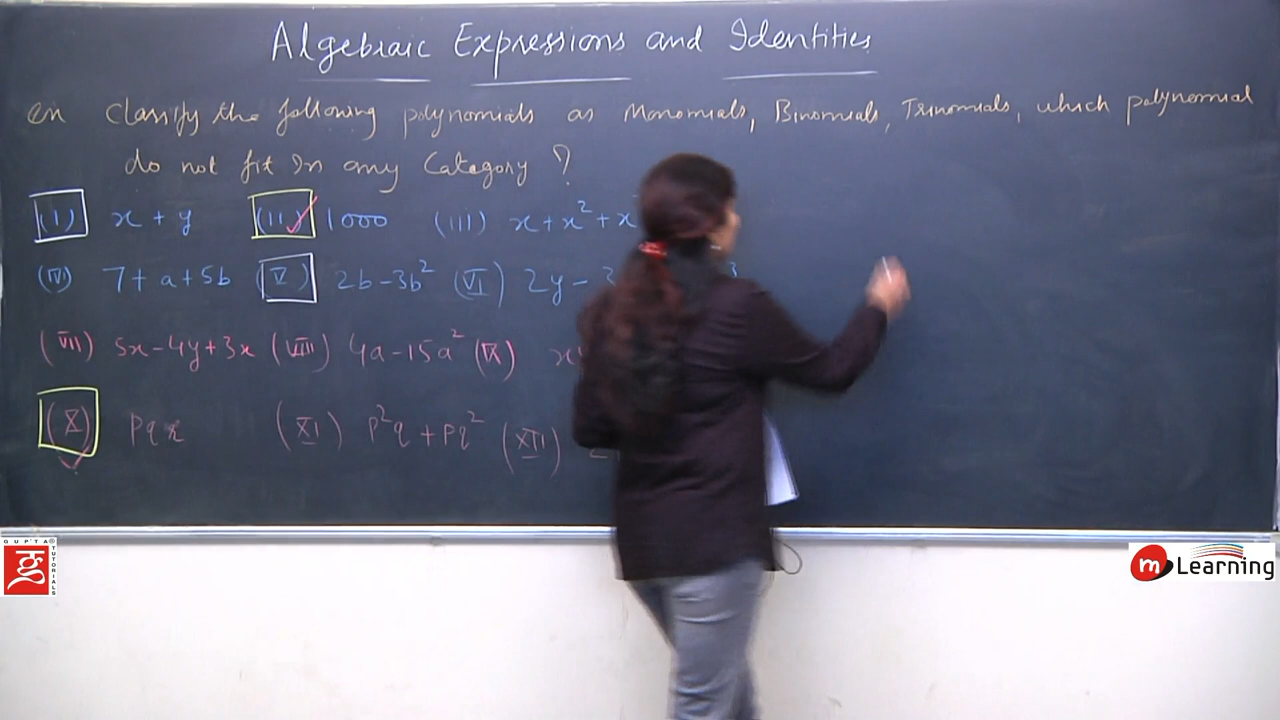 Algebraic Expressions and Identities
Classify the following polynomials as Monomials, Binomials, Trinomials, which polynomial
do not fit in any Category ?
(I) x + y (II) 1000 (III) x + x² + x
(IV) 7 + a + 5b (V) 2b - 3b² (VI) 2y -
(VII) 5x - 4y + 3x (VIII) 4a - 15a² (IX)
(X) pqr (XI) p²q + pq² (XII)
GUPTA TUTORIALS
m Learning